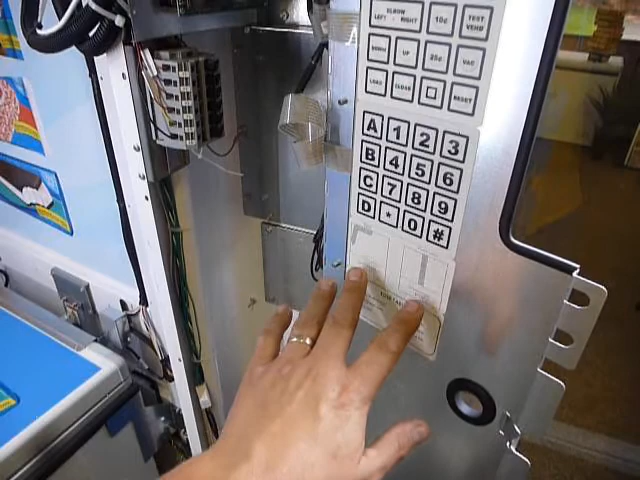 ELBOW
LEFT - RIGHT
10¢
TEST
VEND
DOWN
UP
25¢
VAC
LOAD
CLEAR
RESET
A
1
2
3
B
4
5
6
C
7
8
9
D
*
0
#